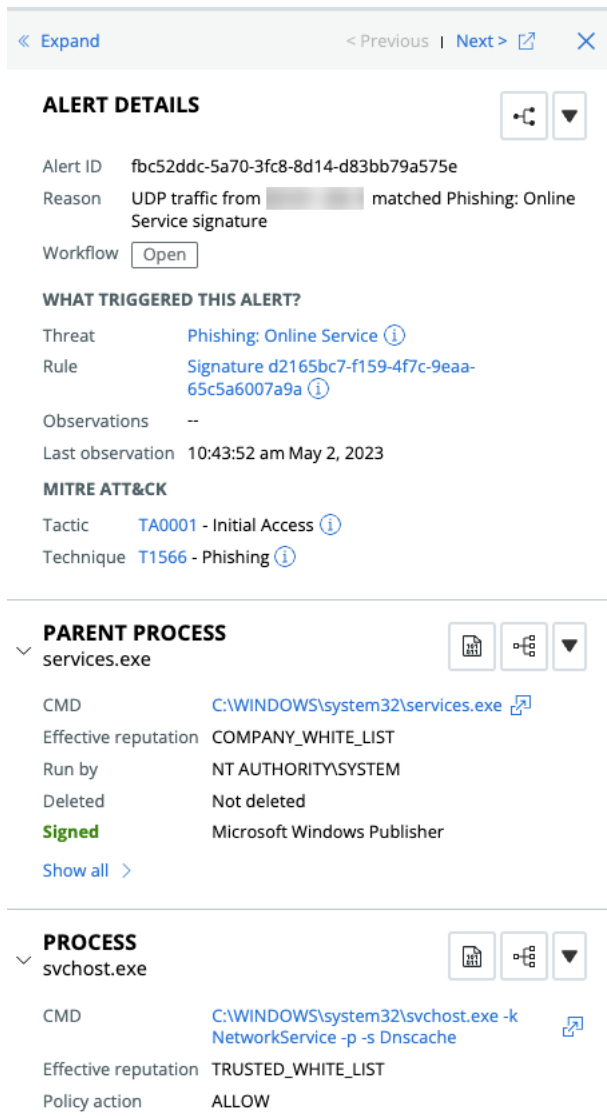 « Expand < Previous | Next >
ALERT DETAILS
Alert ID fbc52ddc-5a70-3fc8-8d14-d83bb79a575e
Reason UDP traffic from matched Phishing: Online
Service signature
Workflow Open
WHAT TRIGGERED THIS ALERT?
Threat Phishing: Online Service
Rule Signature d2165bc7-f159-4f7c-9eaa-
65c5a6007a9a
Observations --
Last observation 10:43:52 am May 2, 2023
MITRE ATT&CK
Tactic TA0001 - Initial Access
Technique T1566 - Phishing
PARENT PROCESS
services.exe
CMD C:\WINDOWS\system32\services.exe
Effective reputation COMPANY_WHITE_LIST
Run by NT AUTHORITY\SYSTEM
Deleted Not deleted
Signed Microsoft Windows Publisher
Show all >
PROCESS
svchost.exe
CMD C:\WINDOWS\system32\svchost.exe -k
NetworkService -p -s Dnscache
Effective reputation TRUSTED_WHITE_LIST
Policy action ALLOW